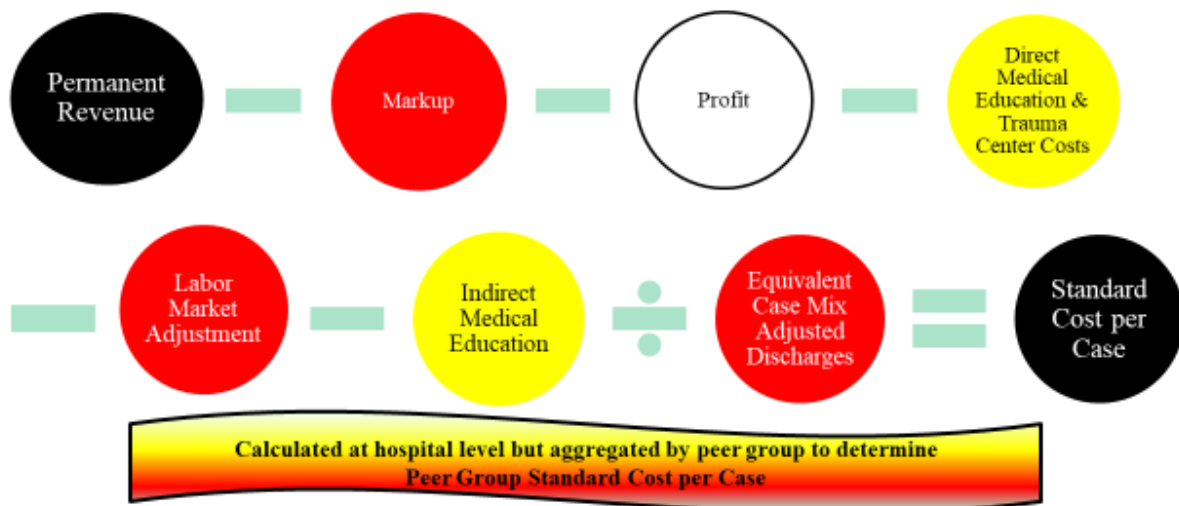 Permanent
Revenue
Markup
Profit
Direct
Medical
Education &
Trauma
Center Costs
Labor
Market
Adjustment
Indirect
Medical
Education
Equivalent
Case Mix
Adjusted
Discharges
Standard
Cost per
Case
Calculated at hospital level but aggregated by peer group to determine
Peer Group Standard Cost per Case